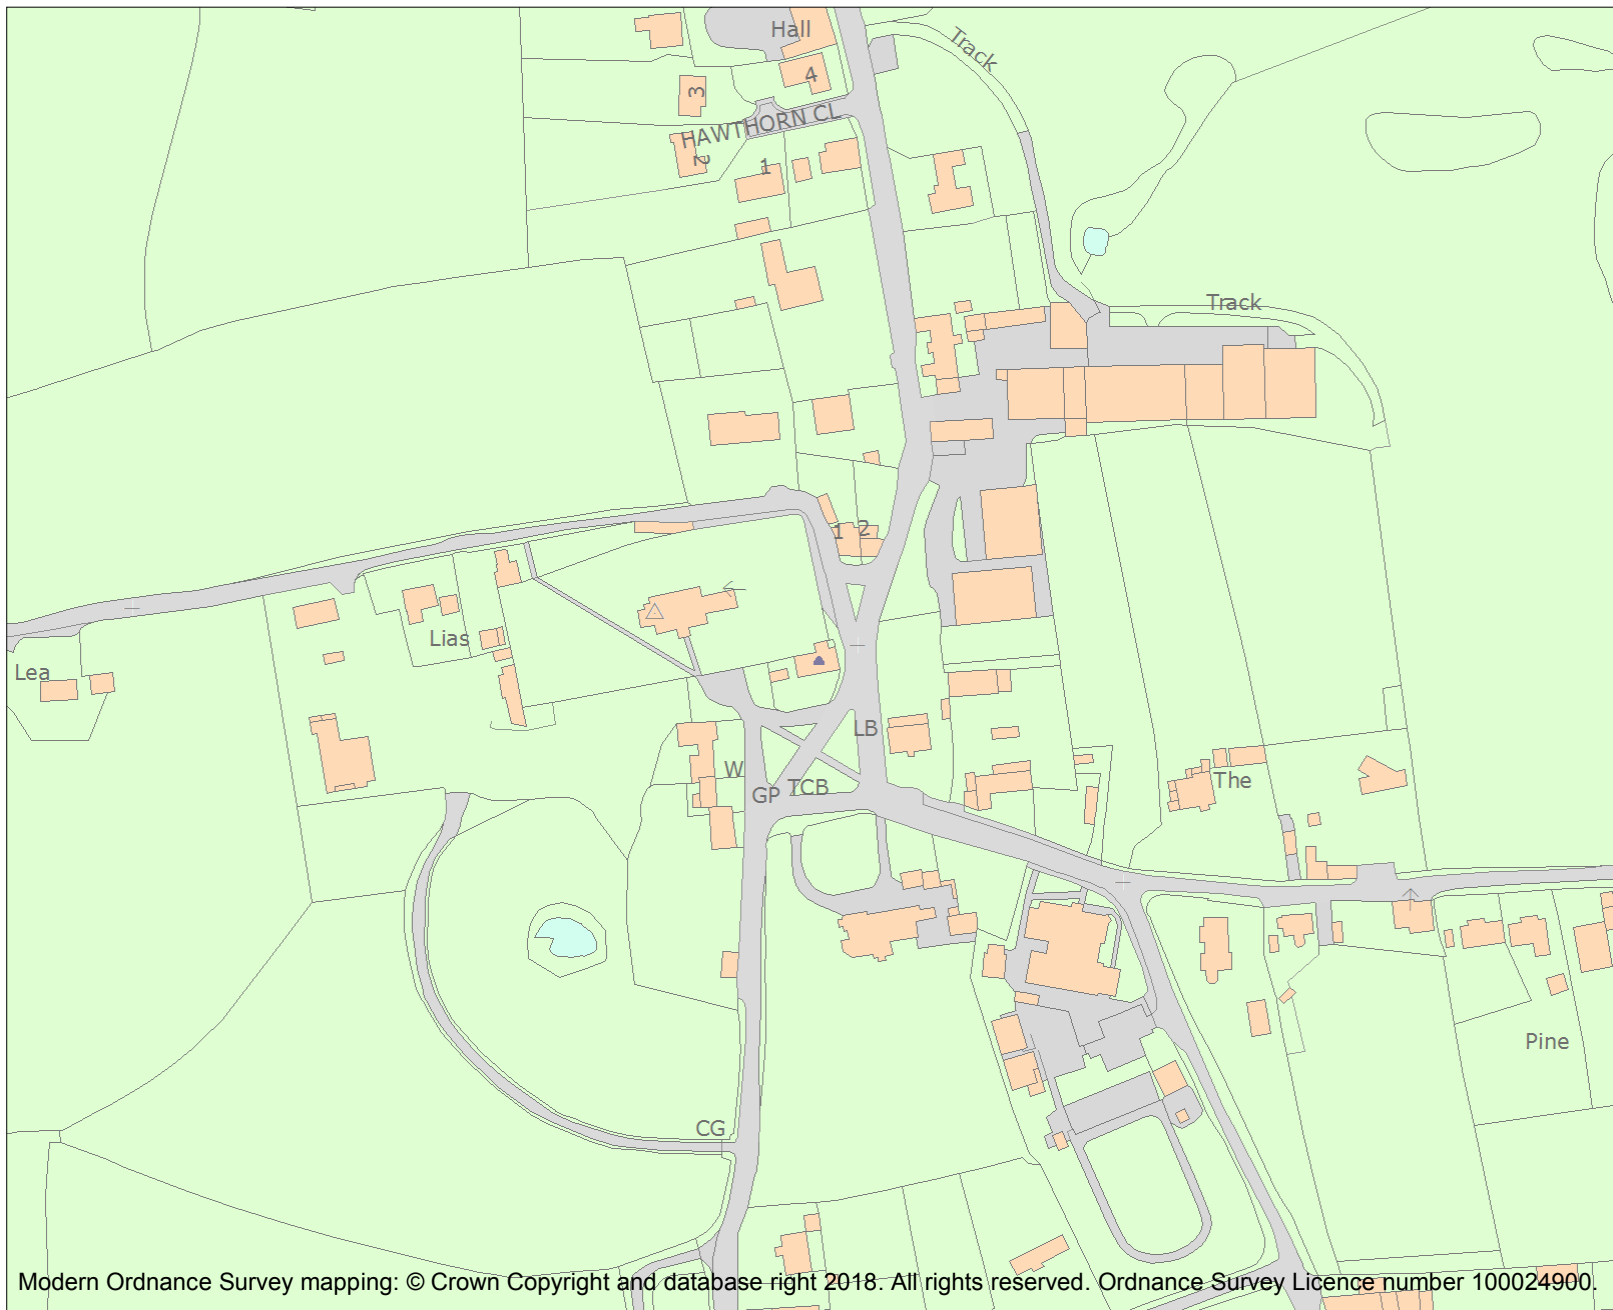 Hall
Track
4
3
HAWTHORN CL
2
1
Track
1 2
Lias
Lea
LB
W
The
GP TCB
Pine
CG
Modern Ordnance Survey mapping: © Crown Copyright and database right 2018. All rights reserved. Ordnance Survey Licence number 100024900.